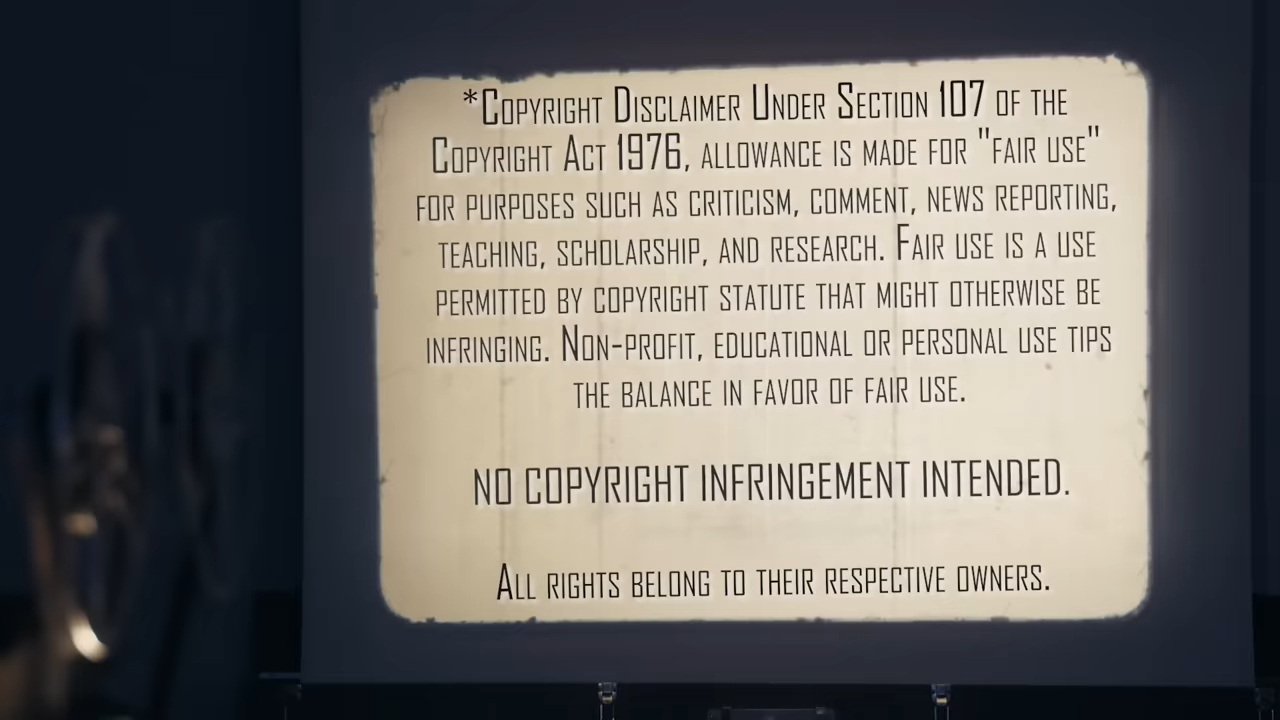 *Copyright Disclaimer Under Section 107 of the
Copyright Act 1976, allowance is made for "fair use"
for purposes such as criticism, comment, news reporting,
teaching, scholarship, and research. Fair use is a use
permitted by copyright statute that might otherwise be
infringing. Non-profit, educational or personal use tips
the balance in favor of fair use.
NO COPYRIGHT INFRINGEMENT INTENDED.
All rights belong to their respective owners.